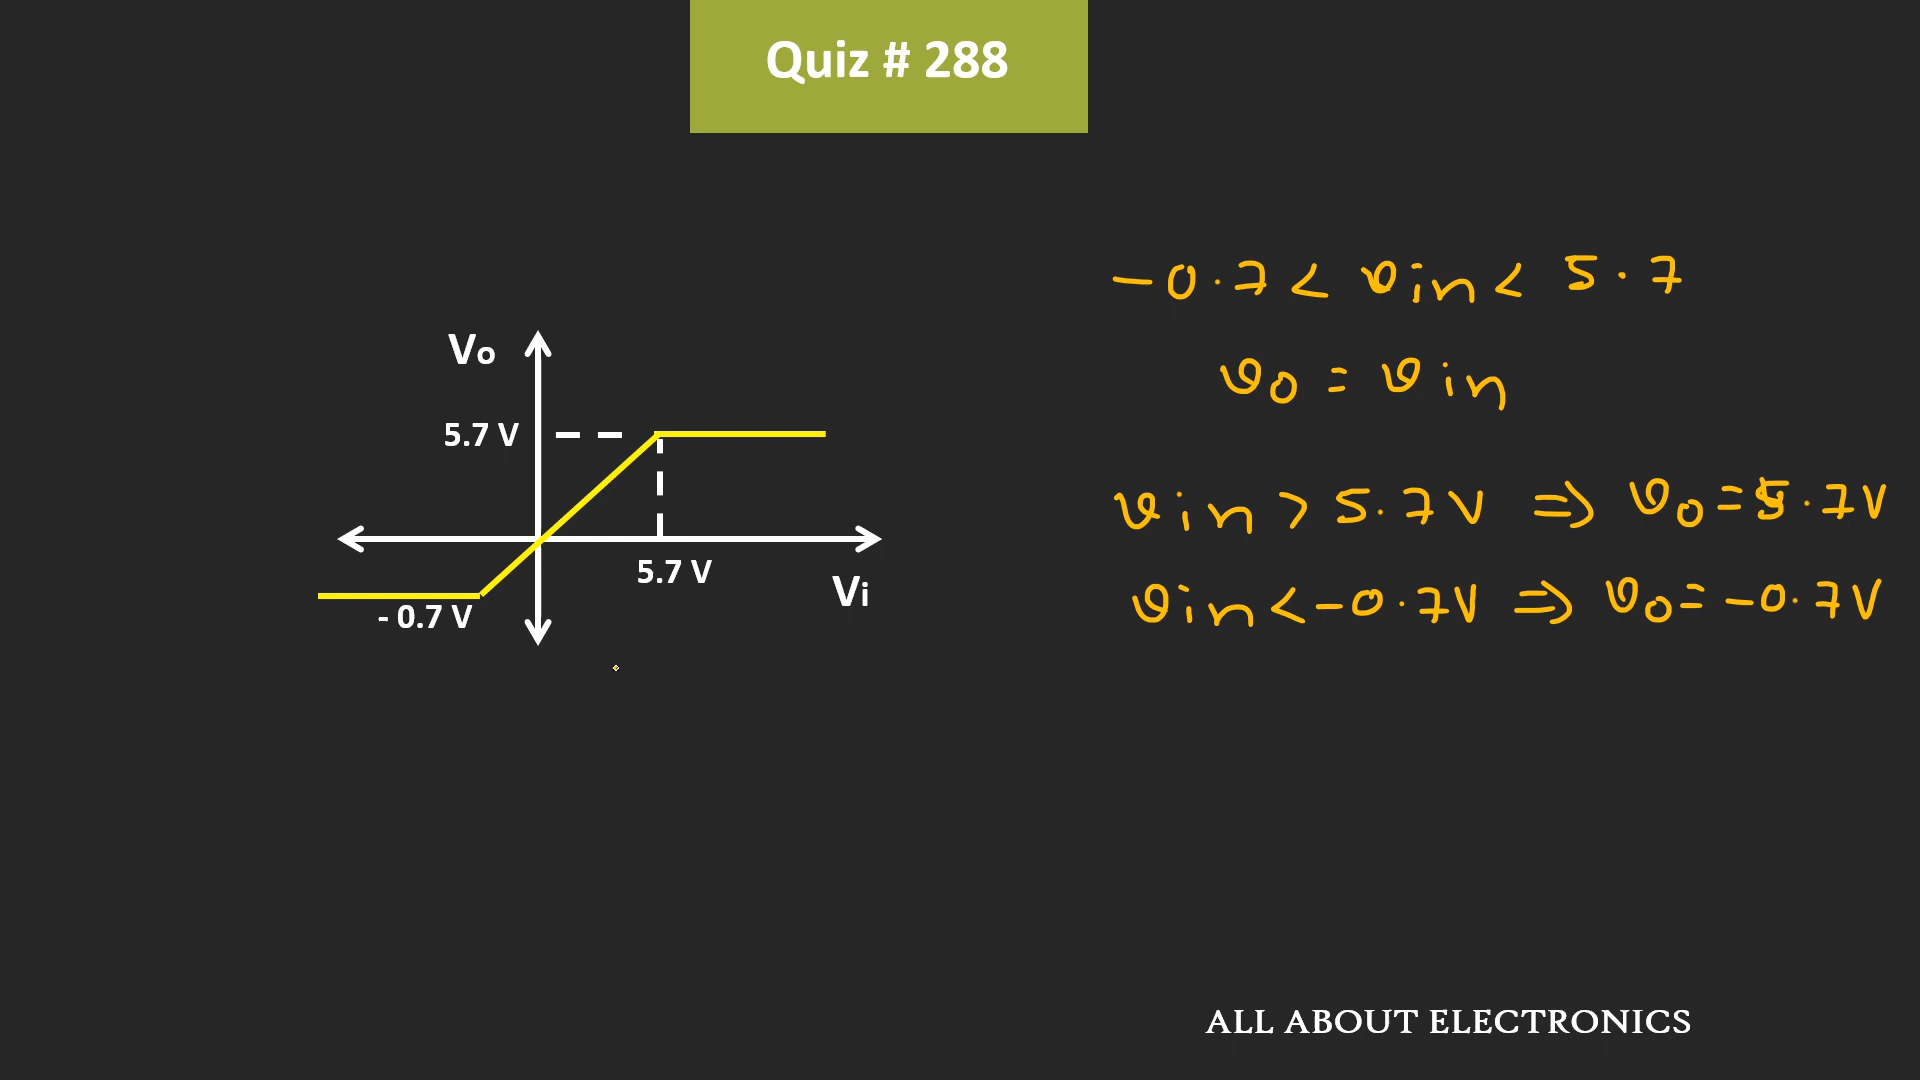 Quiz # 288
Vo
5.7 V
5.7 V
Vi
- 0.7 V
-0.7 < vin < 5.7
vo = vin
vin > 5.7V ⇒ vo = 5.7V
vin < -0.7V ⇒ vo = -0.7V
ALL ABOUT ELECTRONICS